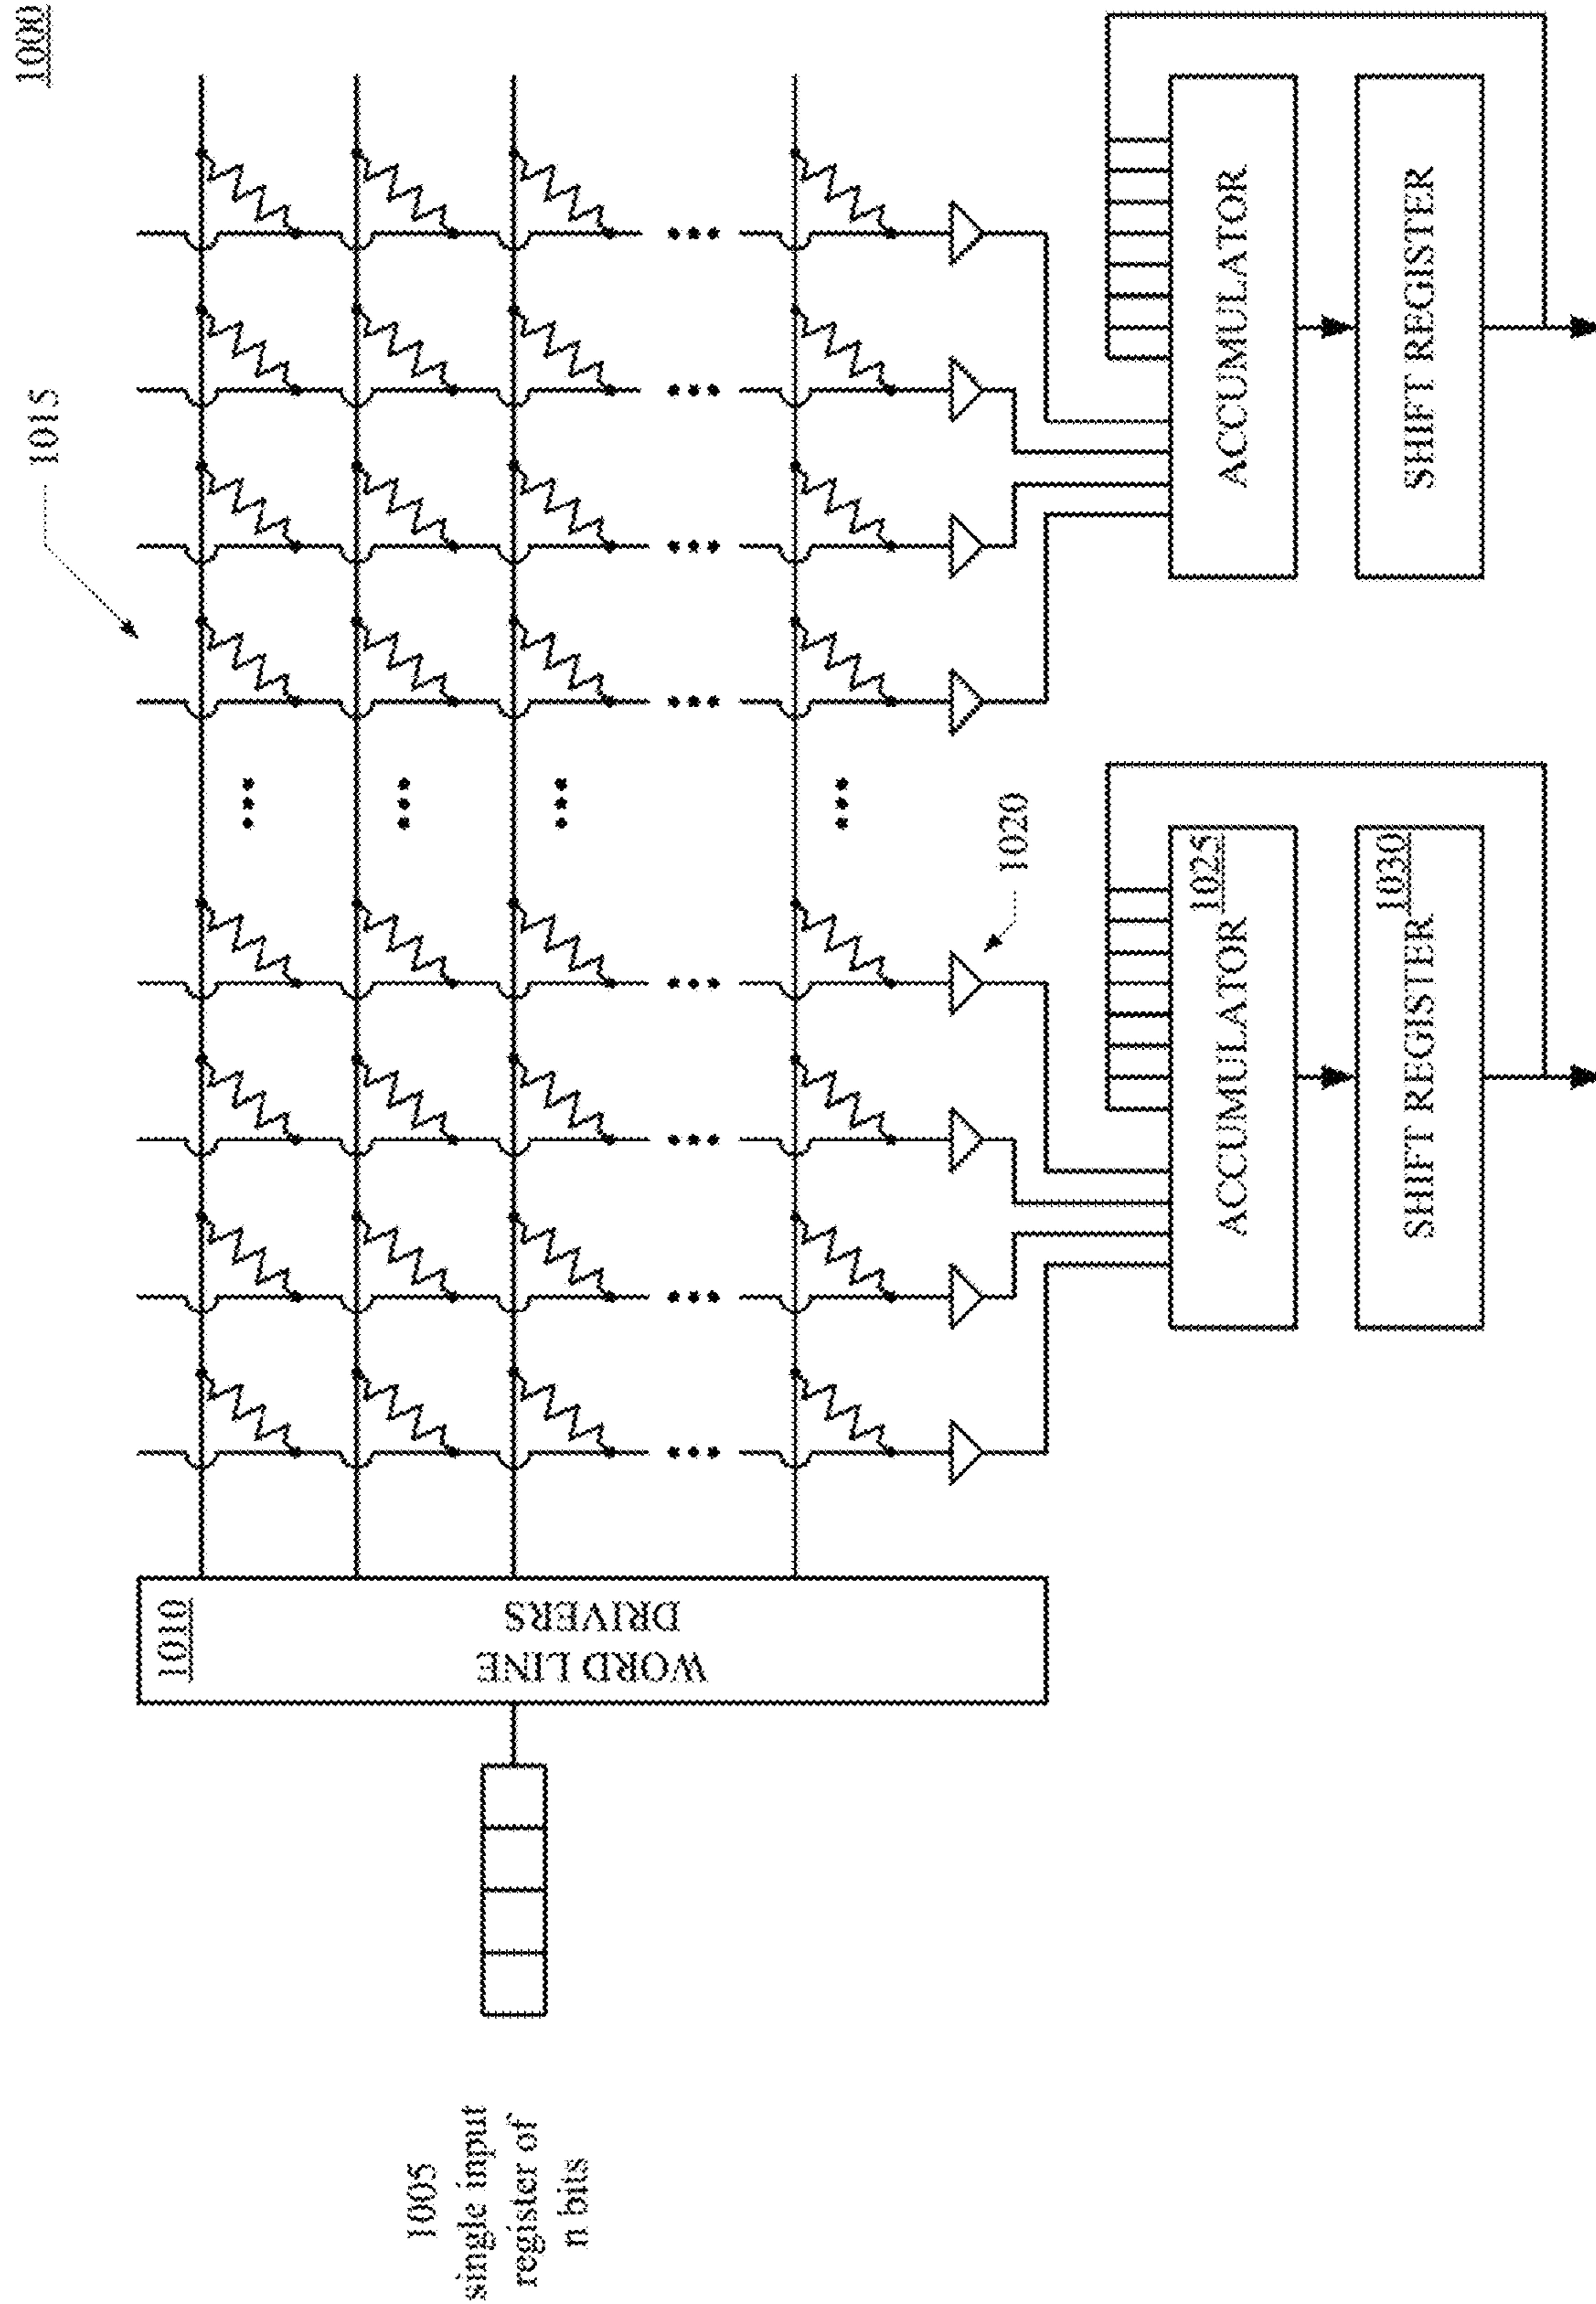 1000
1015
1010
WORD LINE
DRIVERS
1005
single input
register of
n bits
1020
ACCUMULATOR
1025
SHIFT REGISTER
1030
ACCUMULATOR
SHIFT REGISTER